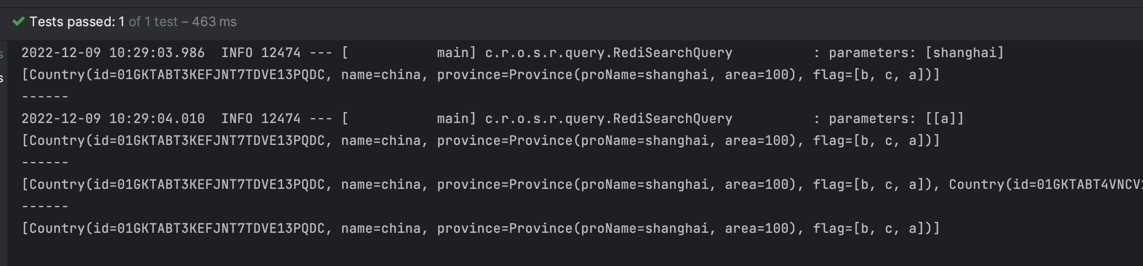 Tests passed: 1 of 1 test – 463 ms
2022-12-09 10:29:03.986  INFO 12474 --- [           main] c.r.o.s.r.query.RediSearchQuery          : parameters: [shanghai]
[Country(id=01GKTABT3KEFJNT7TDVE13PQDC, name=china, province=Province(proName=shanghai, area=100), flag=[b, c, a])]
------
2022-12-09 10:29:04.010  INFO 12474 --- [           main] c.r.o.s.r.query.RediSearchQuery          : parameters: [[a]]
[Country(id=01GKTABT3KEFJNT7TDVE13PQDC, name=china, province=Province(proName=shanghai, area=100), flag=[b, c, a])]
------
[Country(id=01GKTABT3KEFJNT7TDVE13PQDC, name=china, province=Province(proName=shanghai, area=100), flag=[b, c, a]), Country(id=01GKTABT4VNCV
------
[Country(id=01GKTABT3KEFJNT7TDVE13PQDC, name=china, province=Province(proName=shanghai, area=100), flag=[b, c, a])]